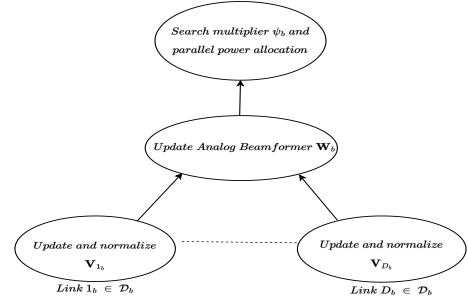 Search multiplier ψ_b and
parallel power allocation
Update Analog Beamformer W_b
Update and normalize
V_{1_b}
Link 1_b ∈ D_b
Update and normalize
V_{D_b}
Link D_b ∈ D_b